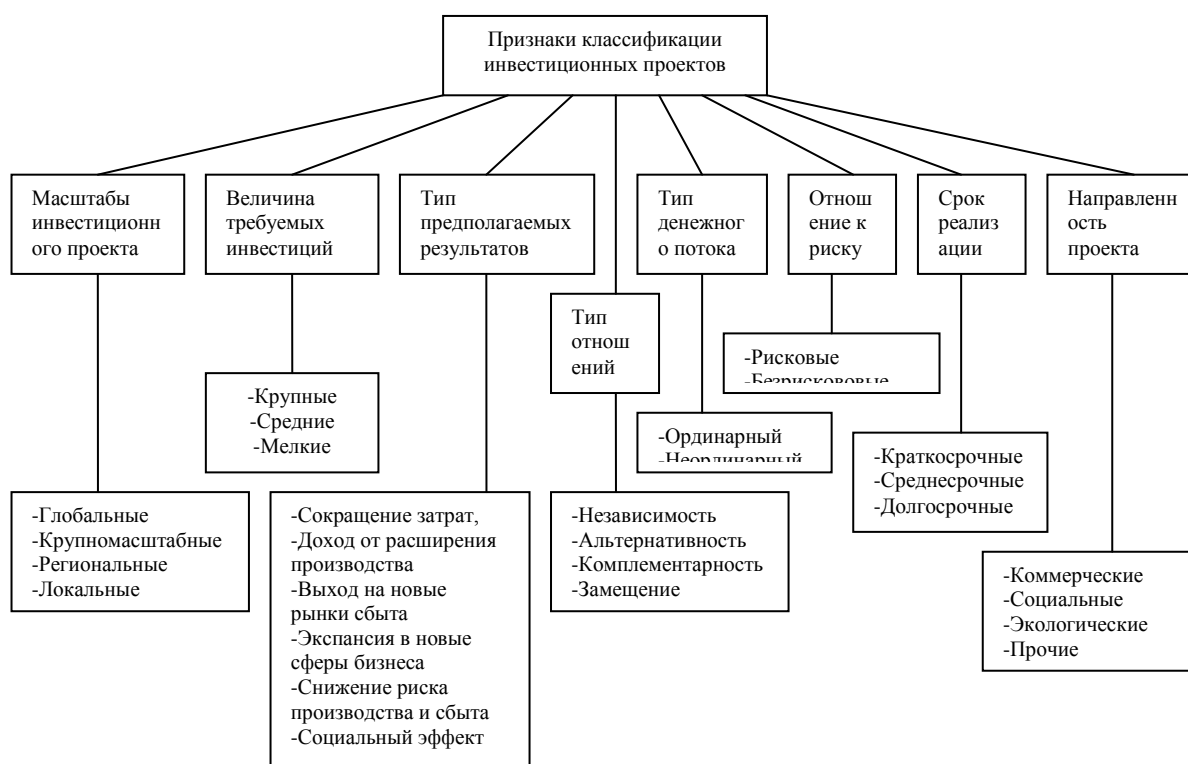 Признаки классификации
инвестиционных проектов
Масштабы
инвестиционн
ого проекта
Величина
требуемых
инвестиций
Тип
предполагаемых
результатов
Тип
отнош
ений
Тип
денежног
о потока
Отнош
ение к
риску
Срок
реализ
ации
Направленн
ость
проекта
-Глобальные
-Крупномасштабные
-Региональные
-Локальные
-Крупные
-Средние
-Мелкие
-Сокращение затрат,
-Доход от расширения
производства
-Выход на новые
рынки сбыта
-Экспансия в новые
сферы бизнеса
-Снижение риска
производства и сбыта
-Социальный эффект
-Независимость
-Альтернативность
-Комплементарность
-Замещение
-Ординарный
-Неординарный
-Рисковые
-Безрискововые
-Краткосрочные
-Среднесрочные
-Долгосрочные
-Коммерческие
-Социальные
-Экологические
-Прочие